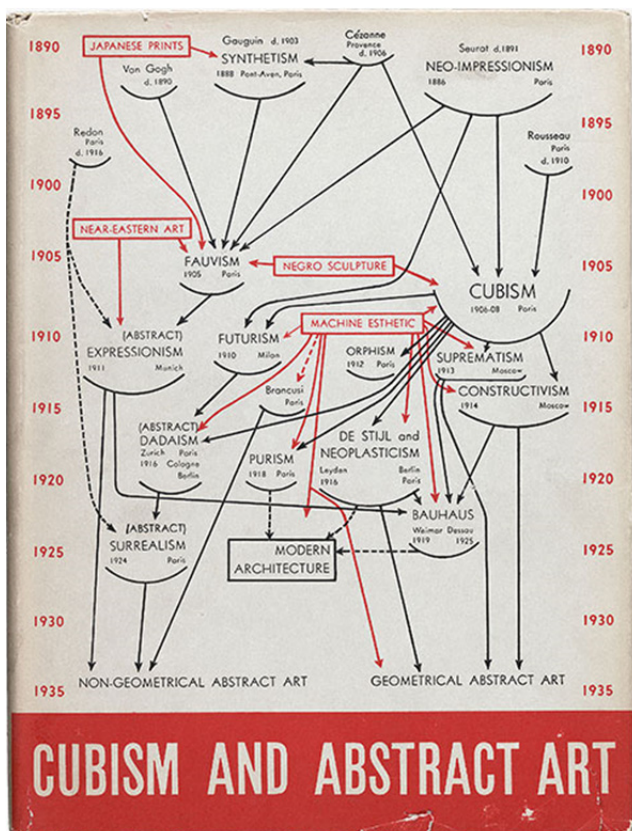 1890
JAPANESE PRINTS
Gauguin d. 1903
SYNTHETISM
1888 Pont-Aven, Paris
Cézanne
Provence
d. 1906
Seurat d.1891
NEO-IMPRESSIONISM
1886 Paris
1890
Van Gogh
d. 1890
1895
1895
Redon
Paris
d. 1916
Rousseau
Paris
d. 1910
1900
1900
NEAR-EASTERN ART
1905
FAUVISM
1905 Paris
NEGRO SCULPTURE
1905
CUBISM
1906-08 Paris
1910
(ABSTRACT)
EXPRESSIONISM
1911 Munich
FUTURISM
1910 Milan
MACHINE ESTHETIC
ORPHISM
1912 Paris
SUPREMATISM
1913 Moscow
1910
Brancusi
Paris
CONSTRUCTIVISM
1914 Moscow
1915
1915
(ABSTRACT)
DADAISM
Zurich Paris
1916 Cologne
Berlin
PURISM
1918 Paris
DE STIJL and
NEOPLASTICISM
Leyden Berlin
1916 Paris
1920
1920
(ABSTRACT)
SURREALISM
1924 Paris
BAUHAUS
Weimar Dessau
1919 1925
1925
MODERN
ARCHITECTURE
1925
1930
1930
NON-GEOMETRICAL ABSTRACT ART
GEOMETRICAL ABSTRACT ART
1935
1935
CUBISM AND ABSTRACT ART